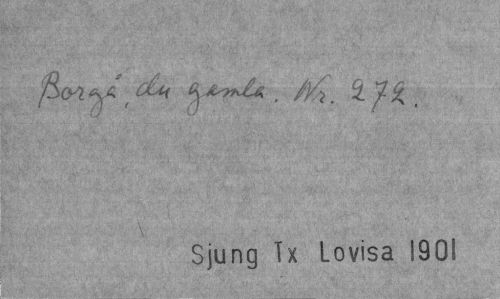 Borgå, du gamla. Nr. 272.
Sjung Tx Lovisa 1901